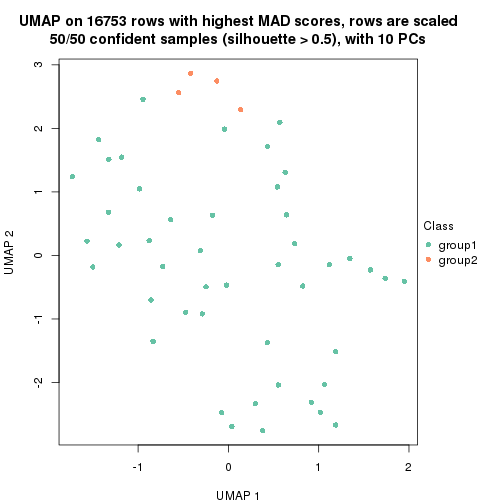 UMAP on 16753 rows with highest MAD scores, rows are scaled
50/50 confident samples (silhouette > 0.5), with 10 PCs
3
2
1
0
-1
-2
UMAP 2
-1
0
1
2
UMAP 1
Class
group1
group2